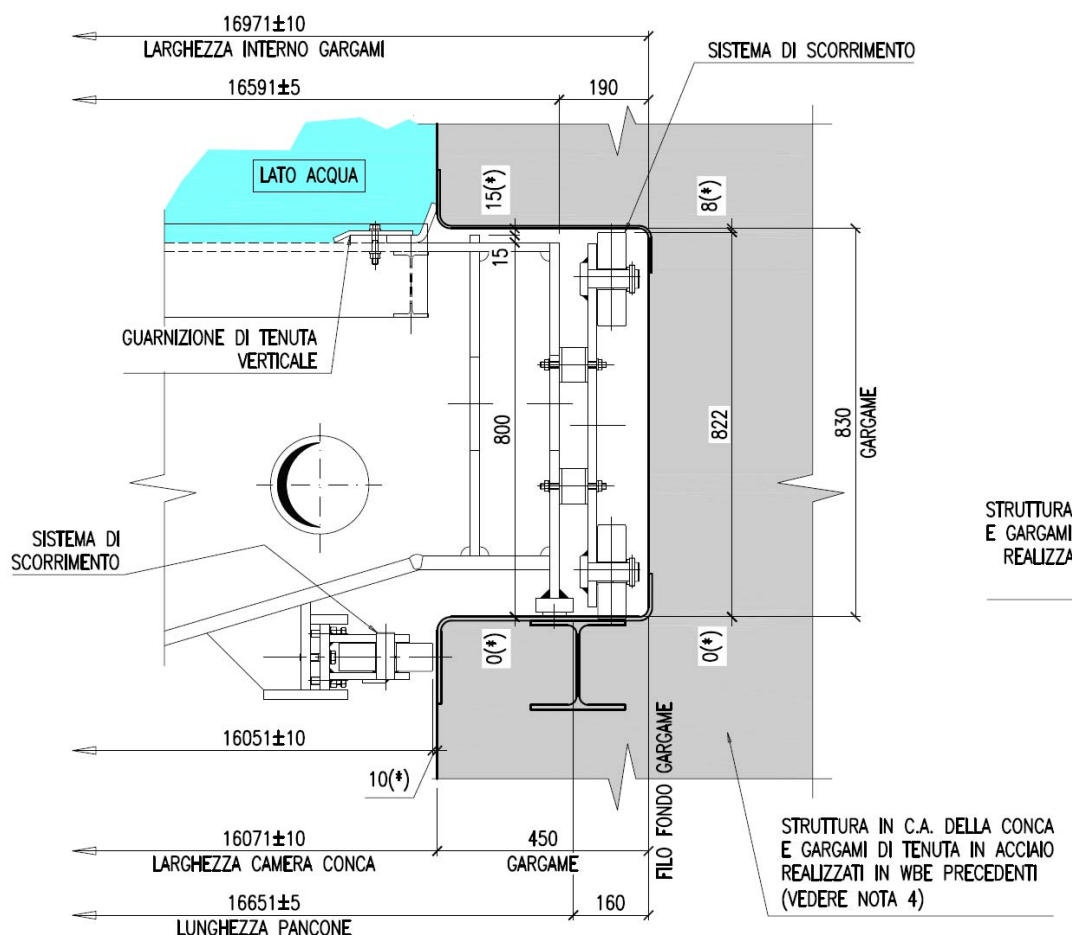 16971±10
LARGHEZZA INTERNO GARGAMI
SISTEMA DI SCORRIMENTO
16591±5
190
LATO ACQUA
15(*)
8(*)
15
GUARNIZIONE DI TENUTA
VERTICALE
800
822
830
GARGAME
SISTEMA DI
SCORRIMENTO
STRUTTURA
E GARGAMI
REALIZZA
0(*)
0(*)
16051±10
10(*)
FILO FONDO GARGAME
16071±10
LARGHEZZA CAMERA CONCA
450
GARGAME
STRUTTURA IN C.A. DELLA CONCA
E GARGAMI DI TENUTA IN ACCIAIO
REALIZZATI IN WBE PRECEDENTI
(VEDERE NOTA 4)
16651±5
LUNGHEZZA PANCONE
160